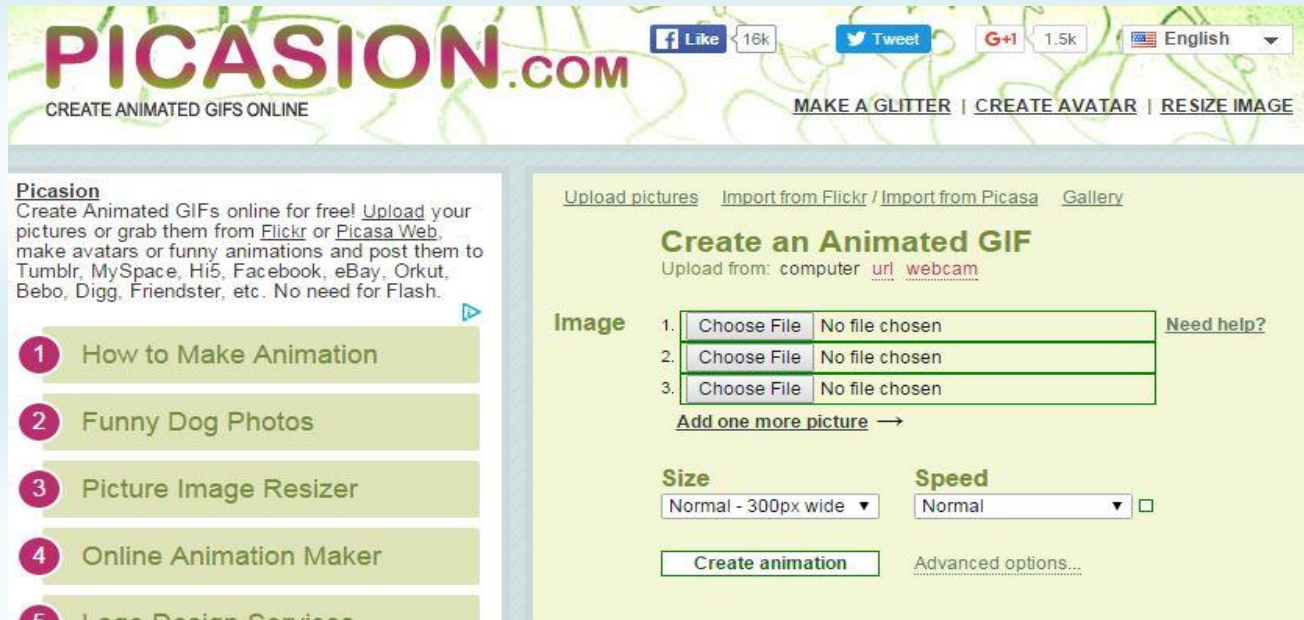 PICASION.COM
CREATE ANIMATED GIFS ONLINE
Like 16k Tweet G+1 1.5k English
MAKE A GLITTER | CREATE AVATAR | RESIZE IMAGE
Picasion
Create Animated GIFs online for free! Upload your
pictures or grab them from Flickr or Picasa Web,
make avatars or funny animations and post them to
Tumblr, MySpace, Hi5, Facebook, eBay, Orkut,
Bebo, Digg, Friendster, etc. No need for Flash.
1 How to Make Animation
2 Funny Dog Photos
3 Picture Image Resizer
4 Online Animation Maker
5 Logo Design Services
Upload pictures Import from Flickr / Import from Picasa Gallery
Create an Animated GIF
Upload from: computer url webcam
Image 1. Choose File No file chosen Need help?
2. Choose File No file chosen
3. Choose File No file chosen
Add one more picture →
Size Speed
Normal - 300px wide Normal
Create animation Advanced options...